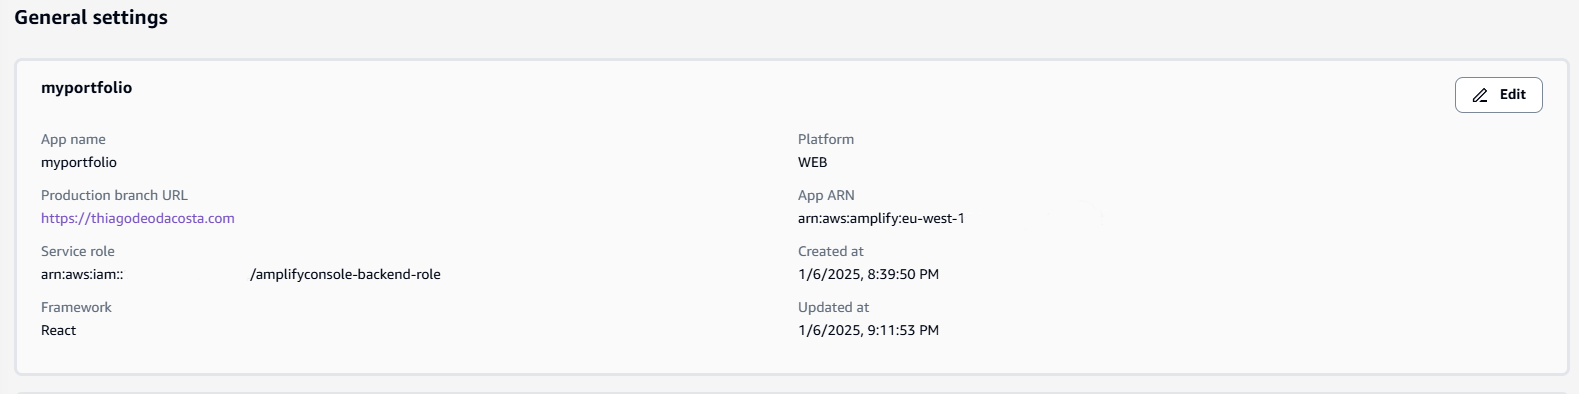 General settings
myportfolio
Edit
App name
myportfolio
Platform
WEB
Production branch URL
https://thiagodeodacosta.com
App ARN
arn:aws:amplify:eu-west-1
Service role
arn:aws:iam:: /amplifyconsole-backend-role
Created at
1/6/2025, 8:39:50 PM
Framework
React
Updated at
1/6/2025, 9:11:53 PM